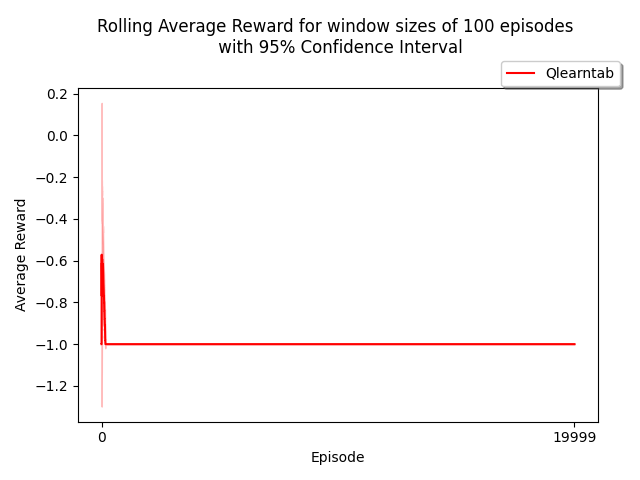 Rolling Average Reward for window sizes of 100 episodes
with 95% Confidence Interval
Qlearntab
0.2
0.0
−0.2
−0.4
−0.6
−0.8
−1.0
−1.2
Average Reward
0 19999
Episode